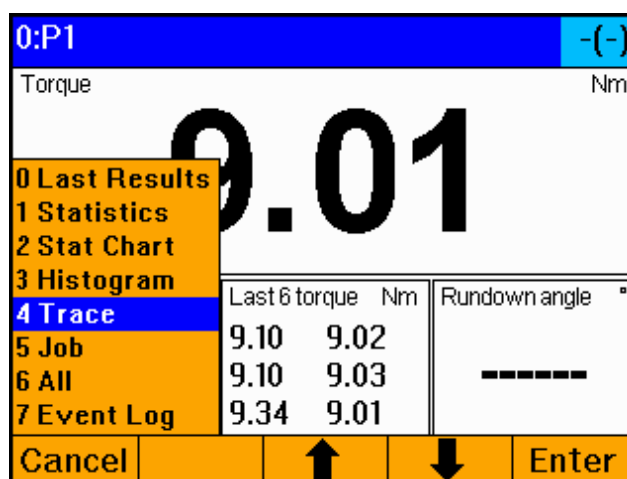 0:P1 -(-)
Torque Nm
9.01
0 Last Results
1 Statistics
2 Stat Chart
3 Histogram
4 Trace
5 Job
6 All
7 Event Log
Last 6 torque Nm
9.10 9.02
9.10 9.03
9.34 9.01
Rundown angle °
------
Cancel Enter